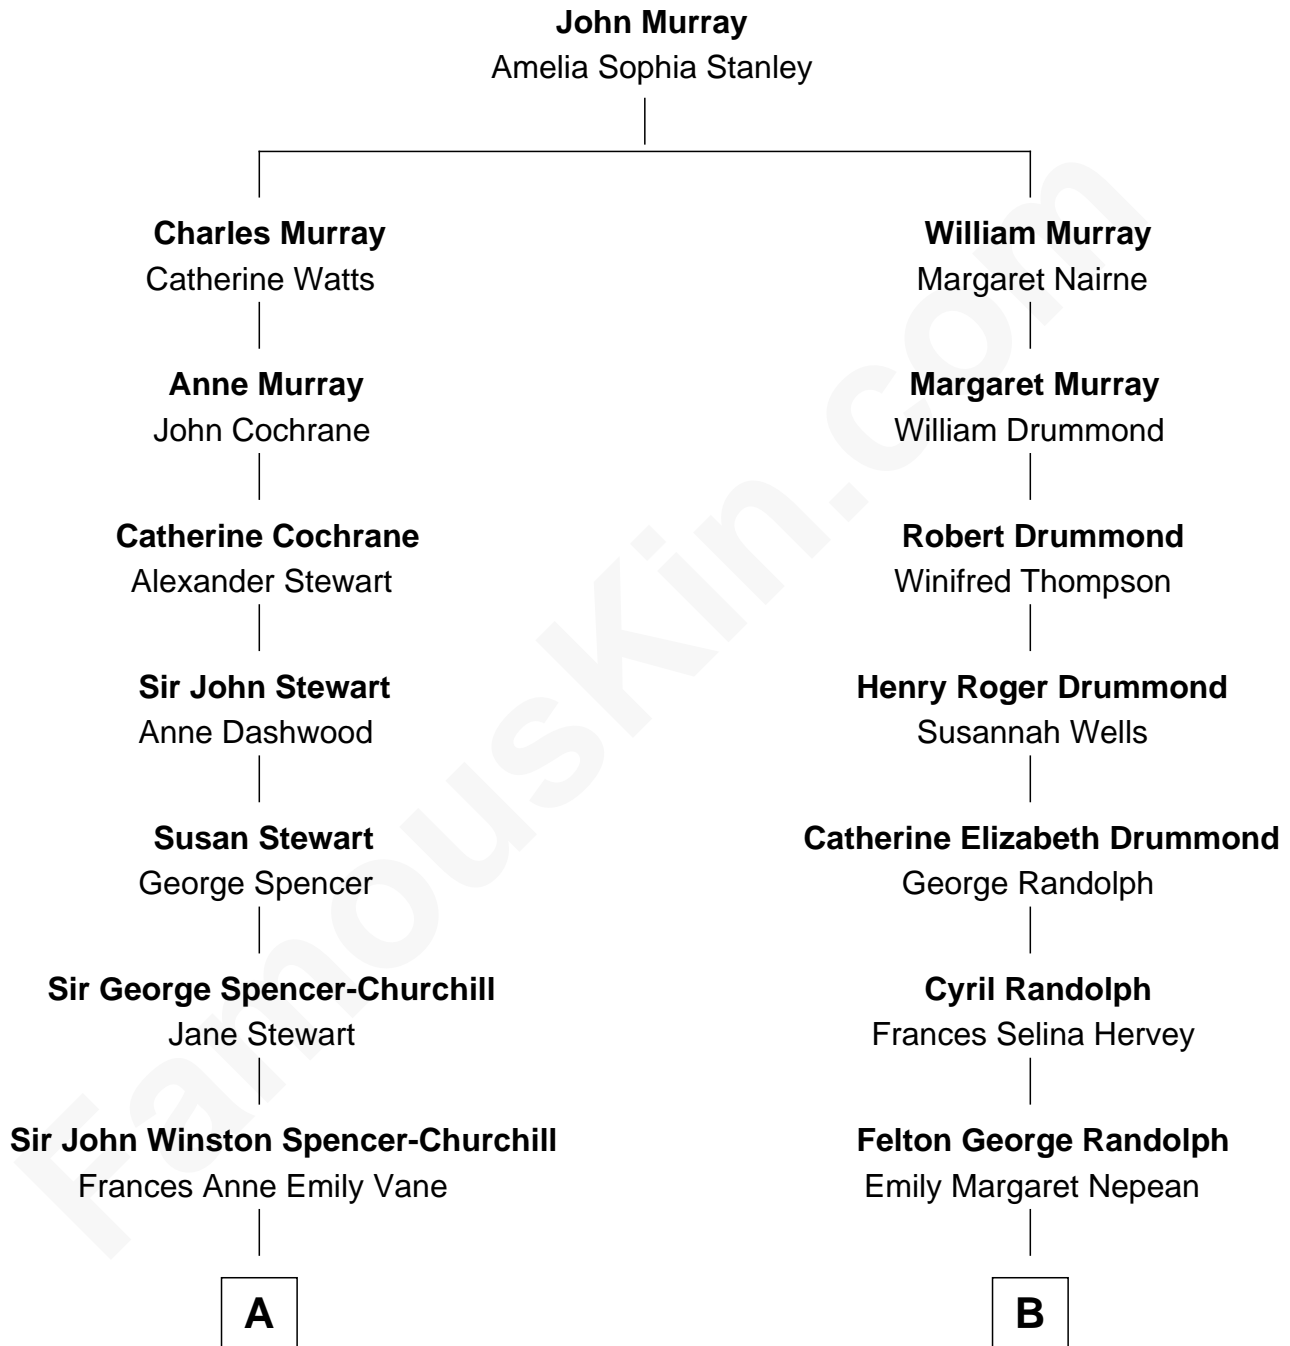 John Murray
Amelia Sophia Stanley
Charles Murray
Catherine Watts
William Murray
Margaret Nairne
Anne Murray
John Cochrane
Margaret Murray
William Drummond
Catherine Cochrane
Alexander Stewart
Robert Drummond
Winifred Thompson
Sir John Stewart
Anne Dashwood
Henry Roger Drummond
Susannah Wells
Susan Stewart
George Spencer
Catherine Elizabeth Drummond
George Randolph
Sir George Spencer-Churchill
Jane Stewart
Cyril Randolph
Frances Selina Hervey
Sir John Winston Spencer-Churchill
Frances Anne Emily Vane
Felton George Randolph
Emily Margaret Nepean
A
B
FamousKin.com